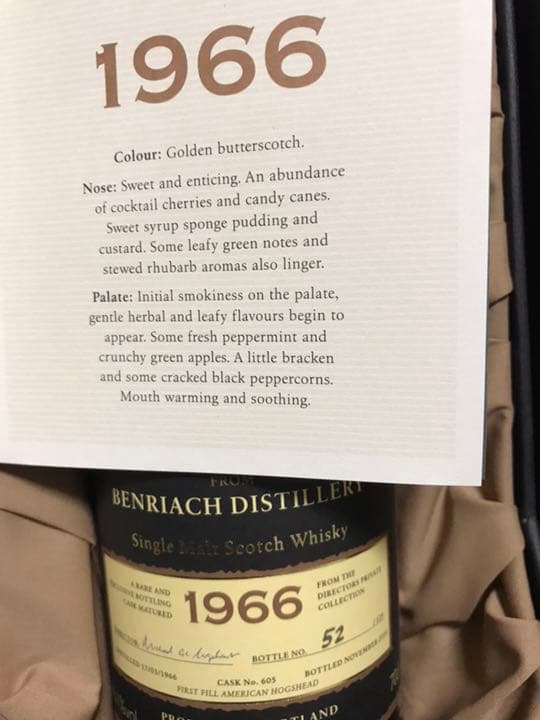 1966
Colour: Golden butterscotch.
Nose: Sweet and enticing. An abundance
of cocktail cherries and candy canes.
Sweet syrup sponge pudding and
custard. Some leafy green notes and
stewed rhubarb aromas also linger.
Palate: Initial smokiness on the palate,
gentle herbal and leafy flavours begin to
appear. Some fresh peppermint and
crunchy green apples. A little bracken
and some cracked black peppercorns.
Mouth warming and soothing.
FROM
BENRIACH DISTILLERY
Single Malt Scotch Whisky
A RARE AND
BOTTLING
CASK MATURED
1966
FROM THE
DIRECTORS PRIVATE
COLLECTION
BOTTLE NO. 52
CASK No. 605
BOTTLED NOVEMBER
FIRST FILL AMERICAN HOGSHEAD